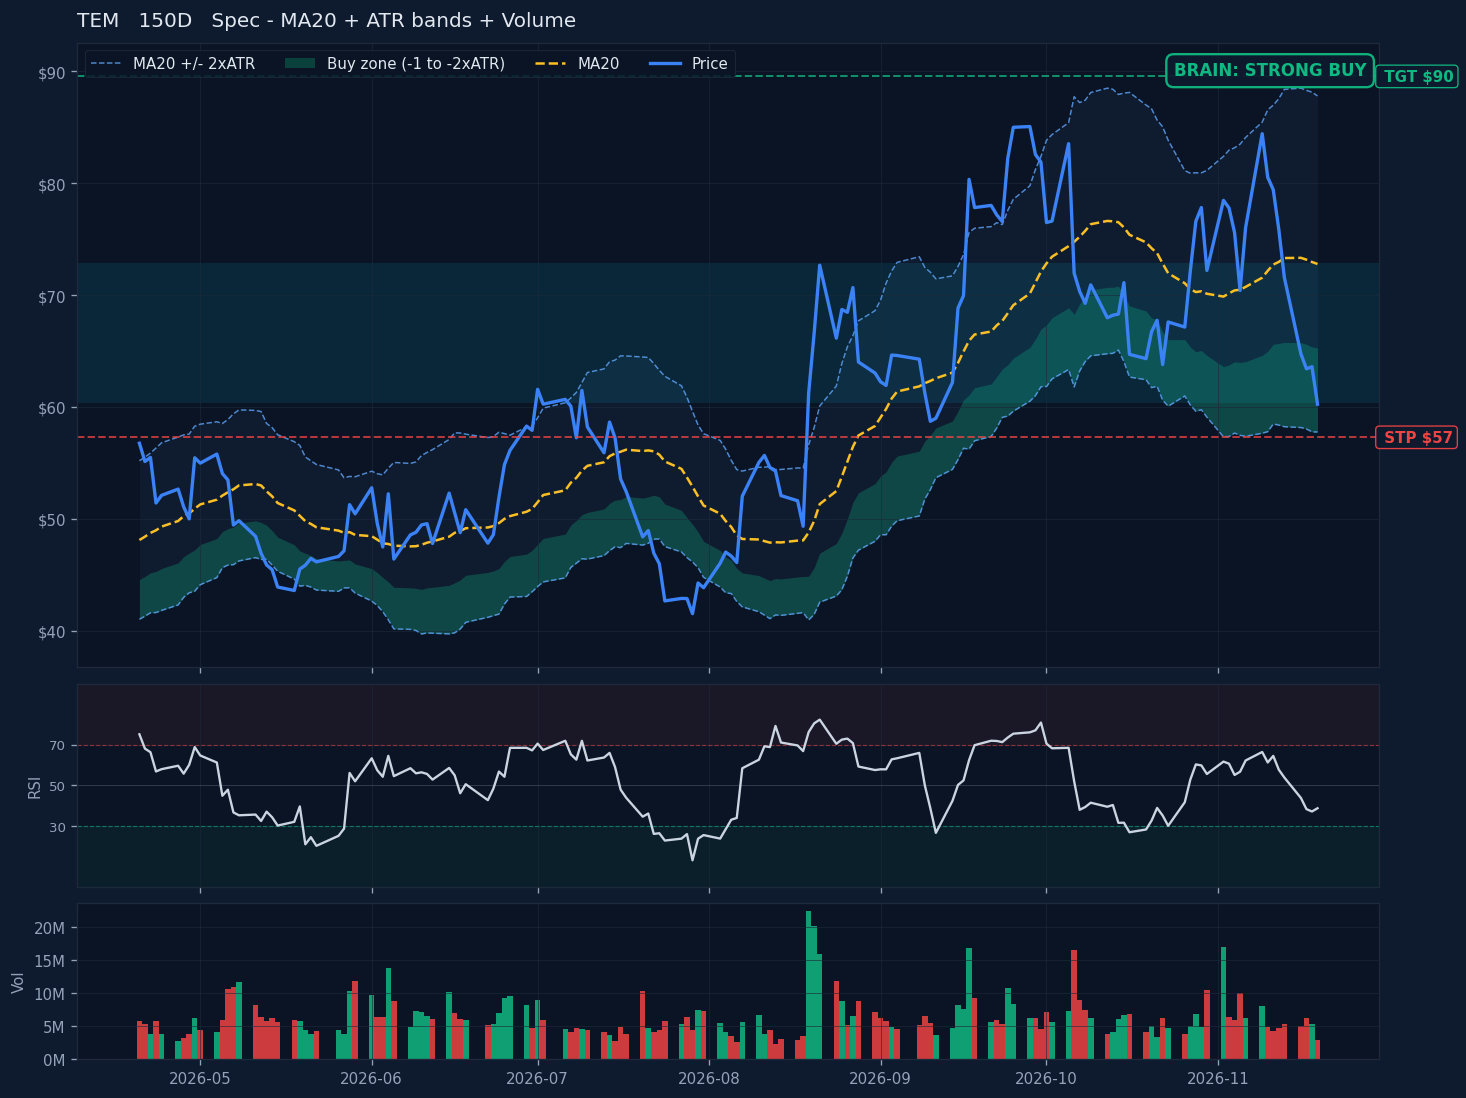 TEM   150D   Spec - MA20 + ATR bands + Volume
MA20 +/- 2xATR
Buy zone (-1 to -2xATR)
MA20
Price
BRAIN: STRONG BUY
TGT $90
$90
$80
$70
$60
STP $57
$50
$40
RSI
70
50
30
Vol
20M
15M
10M
5M
0M
2026-05
2026-06
2026-07
2026-08
2026-09
2026-10
2026-11